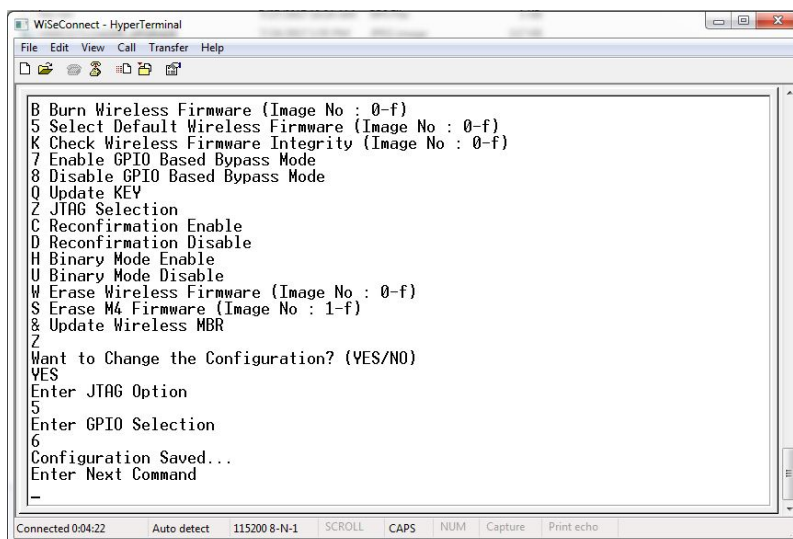 WiSeConnect - HyperTerminal
File Edit View Call Transfer Help
B Burn Wireless Firmware (Image No : 0-f)
5 Select Default Wireless Firmware (Image No : 0-f)
K Check Wireless Firmware Integrity (Image No : 0-f)
7 Enable GPIO Based Bypass Mode
8 Disable GPIO Based Bypass Mode
Q Update KEY
Z JTAG Selection
C Reconfirmation Enable
D Reconfirmation Disable
H Binary Mode Enable
U Binary Mode Disable
W Erase Wireless Firmware (Image No : 0-f)
S Erase M4 Firmware (Image No : 1-f)
& Update Wireless MBR
Z
Want to Change the Configuration? (YES/NO)
YES
Enter JTAG Option
5
Enter GPIO Selection
6
Configuration Saved...
Enter Next Command
_
Connected 0:04:22 Auto detect 115200 8-N-1 SCROLL CAPS NUM Capture Print echo